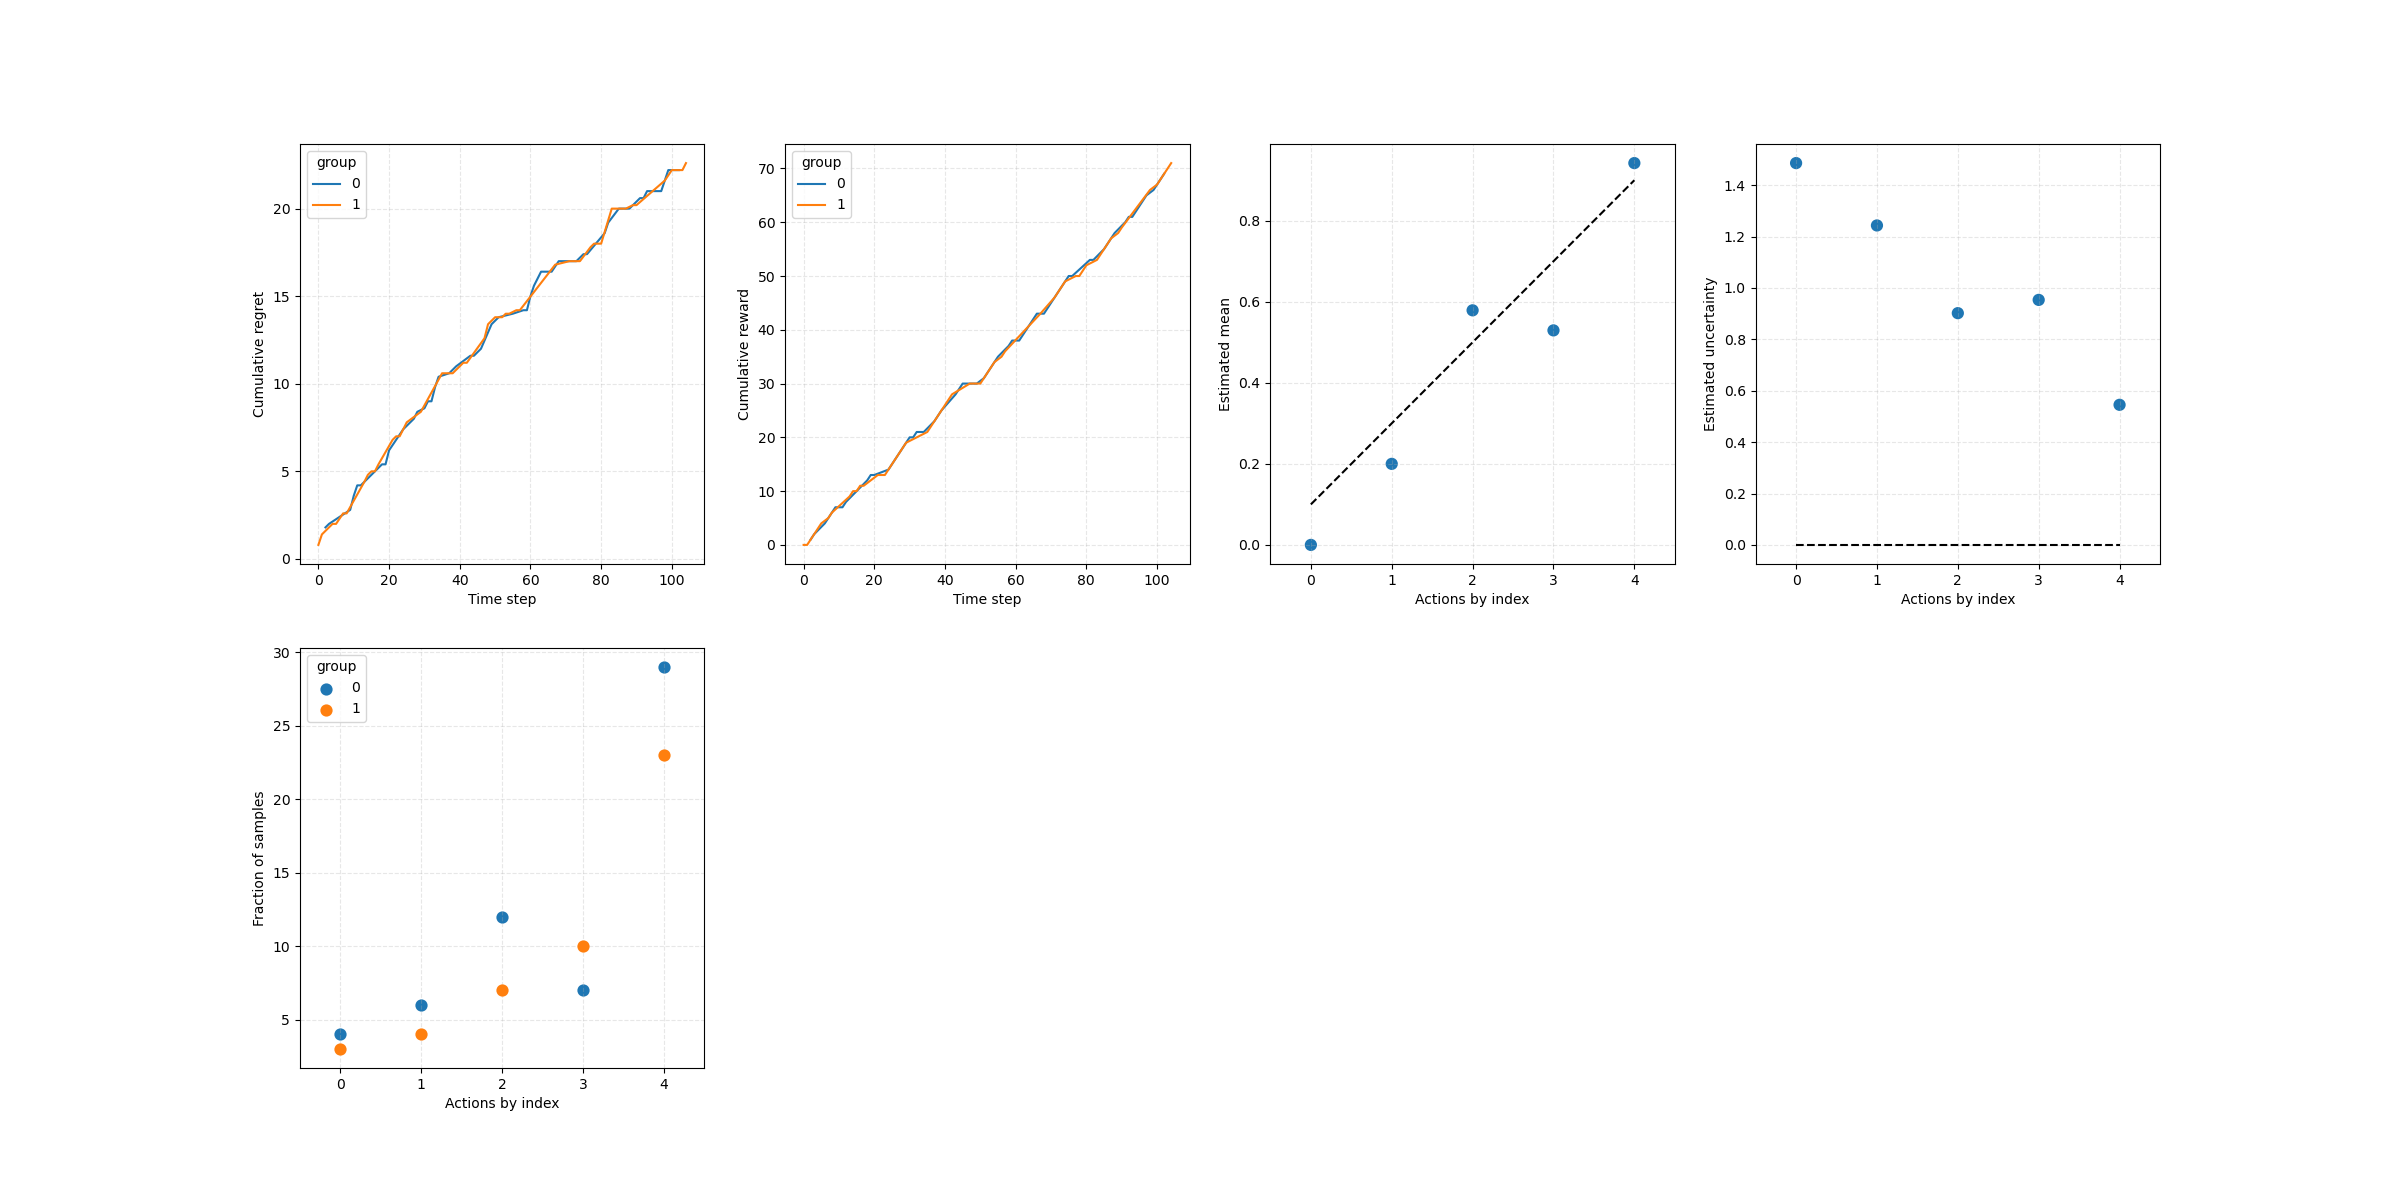 group
0
1
20
15
10
5
0
Cumulative regret
0 20 40 60 80 100
Time step
group
0
1
70
60
50
40
30
20
10
0
Cumulative reward
0 20 40 60 80 100
Time step
0.8
0.6
0.4
0.2
0.0
Estimated mean
0 1 2 3 4
Actions by index
1.4
1.2
1.0
0.8
0.6
0.4
0.2
0.0
Estimated uncertainty
0 1 2 3 4
Actions by index
group
0
1
30
25
20
15
10
5
Fraction of samples
0 1 2 3 4
Actions by index